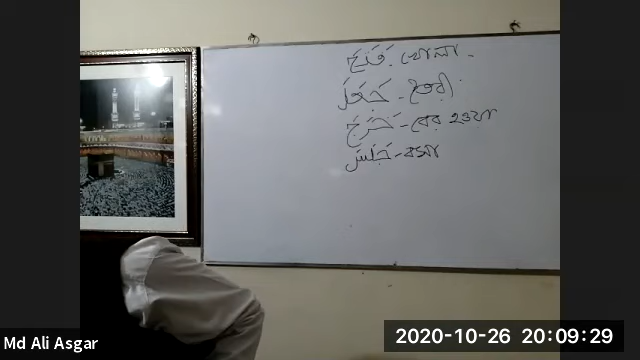 فَتَحَ - খোলা -
جَعَلَ - তৈরী
خَرَجَ - বের হওয়া
جَلَسَ - বসা
Md Ali Asgar
2020-10-26 20:09:29